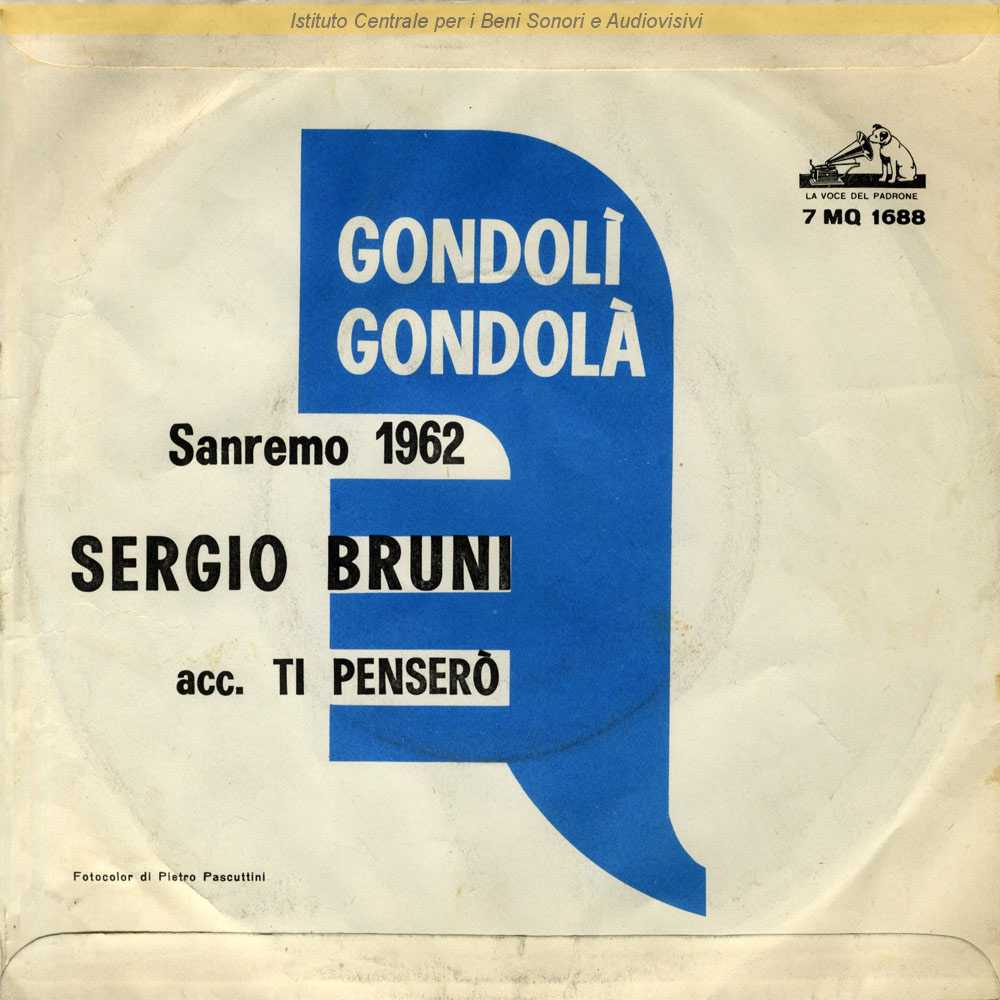 Istituto Centrale per i Beni Sonori e Audiovisivi
LA VOCE DEL PADRONE
7 MQ 1688
GONDOLÌ
GONDOLÀ
Sanremo 1962
SERGIO BRUNI
acc. TI PENSERÒ
Fotocolor di Pietro Pascuttini